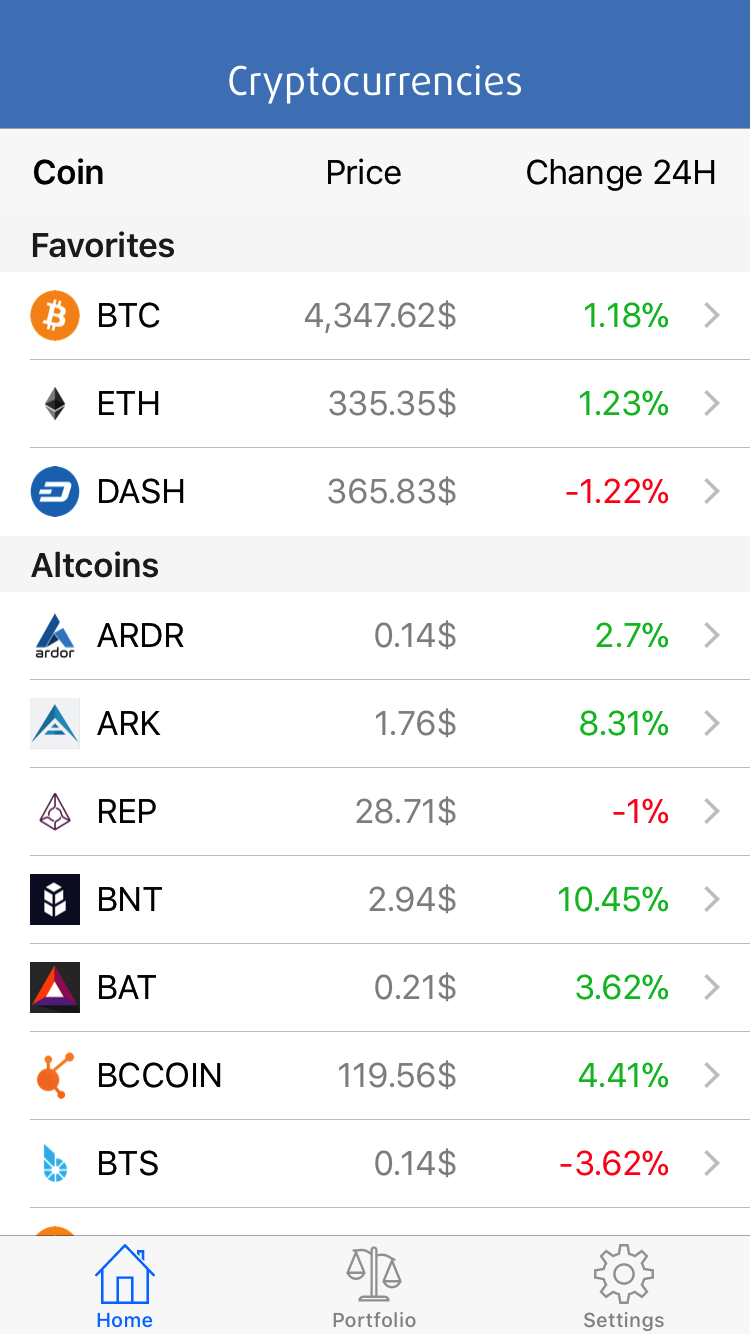 Cryptocurrencies
Coin Price Change 24H
Favorites
BTC 4,347.62$ 1.18%
ETH 335.35$ 1.23%
DASH 365.83$ -1.22%
Altcoins
ardor ARDR 0.14$ 2.7%
ARK 1.76$ 8.31%
REP 28.71$ -1%
BNT 2.94$ 10.45%
BAT 0.21$ 3.62%
BCCOIN 119.56$ 4.41%
BTS 0.14$ -3.62%
Home Portfolio Settings